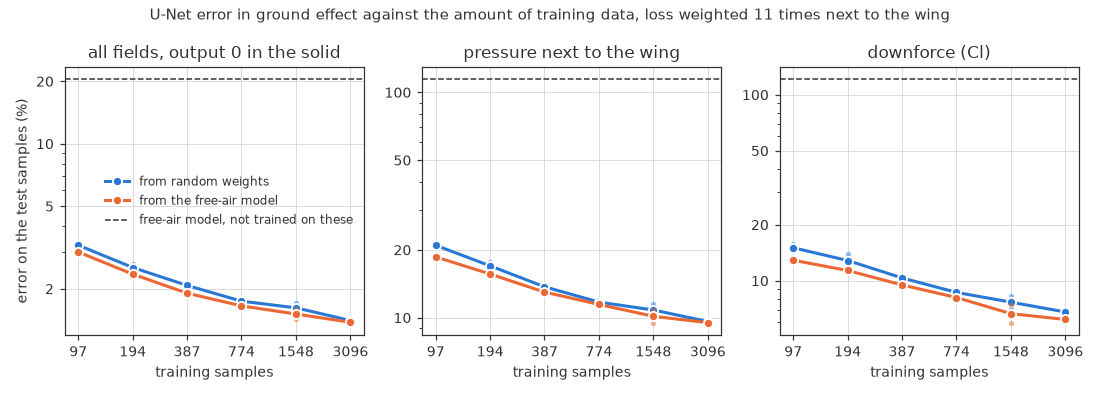 U-Net error in ground effect against the amount of training data, loss weighted 11 times next to the wing
all fields, output 0 in the solid
error on the test samples (%)
20
10
5
2
from random weights
from the free-air model
free-air model, not trained on these
97 194 387 774 1548 3096
training samples
pressure next to the wing
100
50
20
10
97 194 387 774 1548 3096
training samples
downforce (Cl)
100
50
20
10
97 194 387 774 1548 3096
training samples